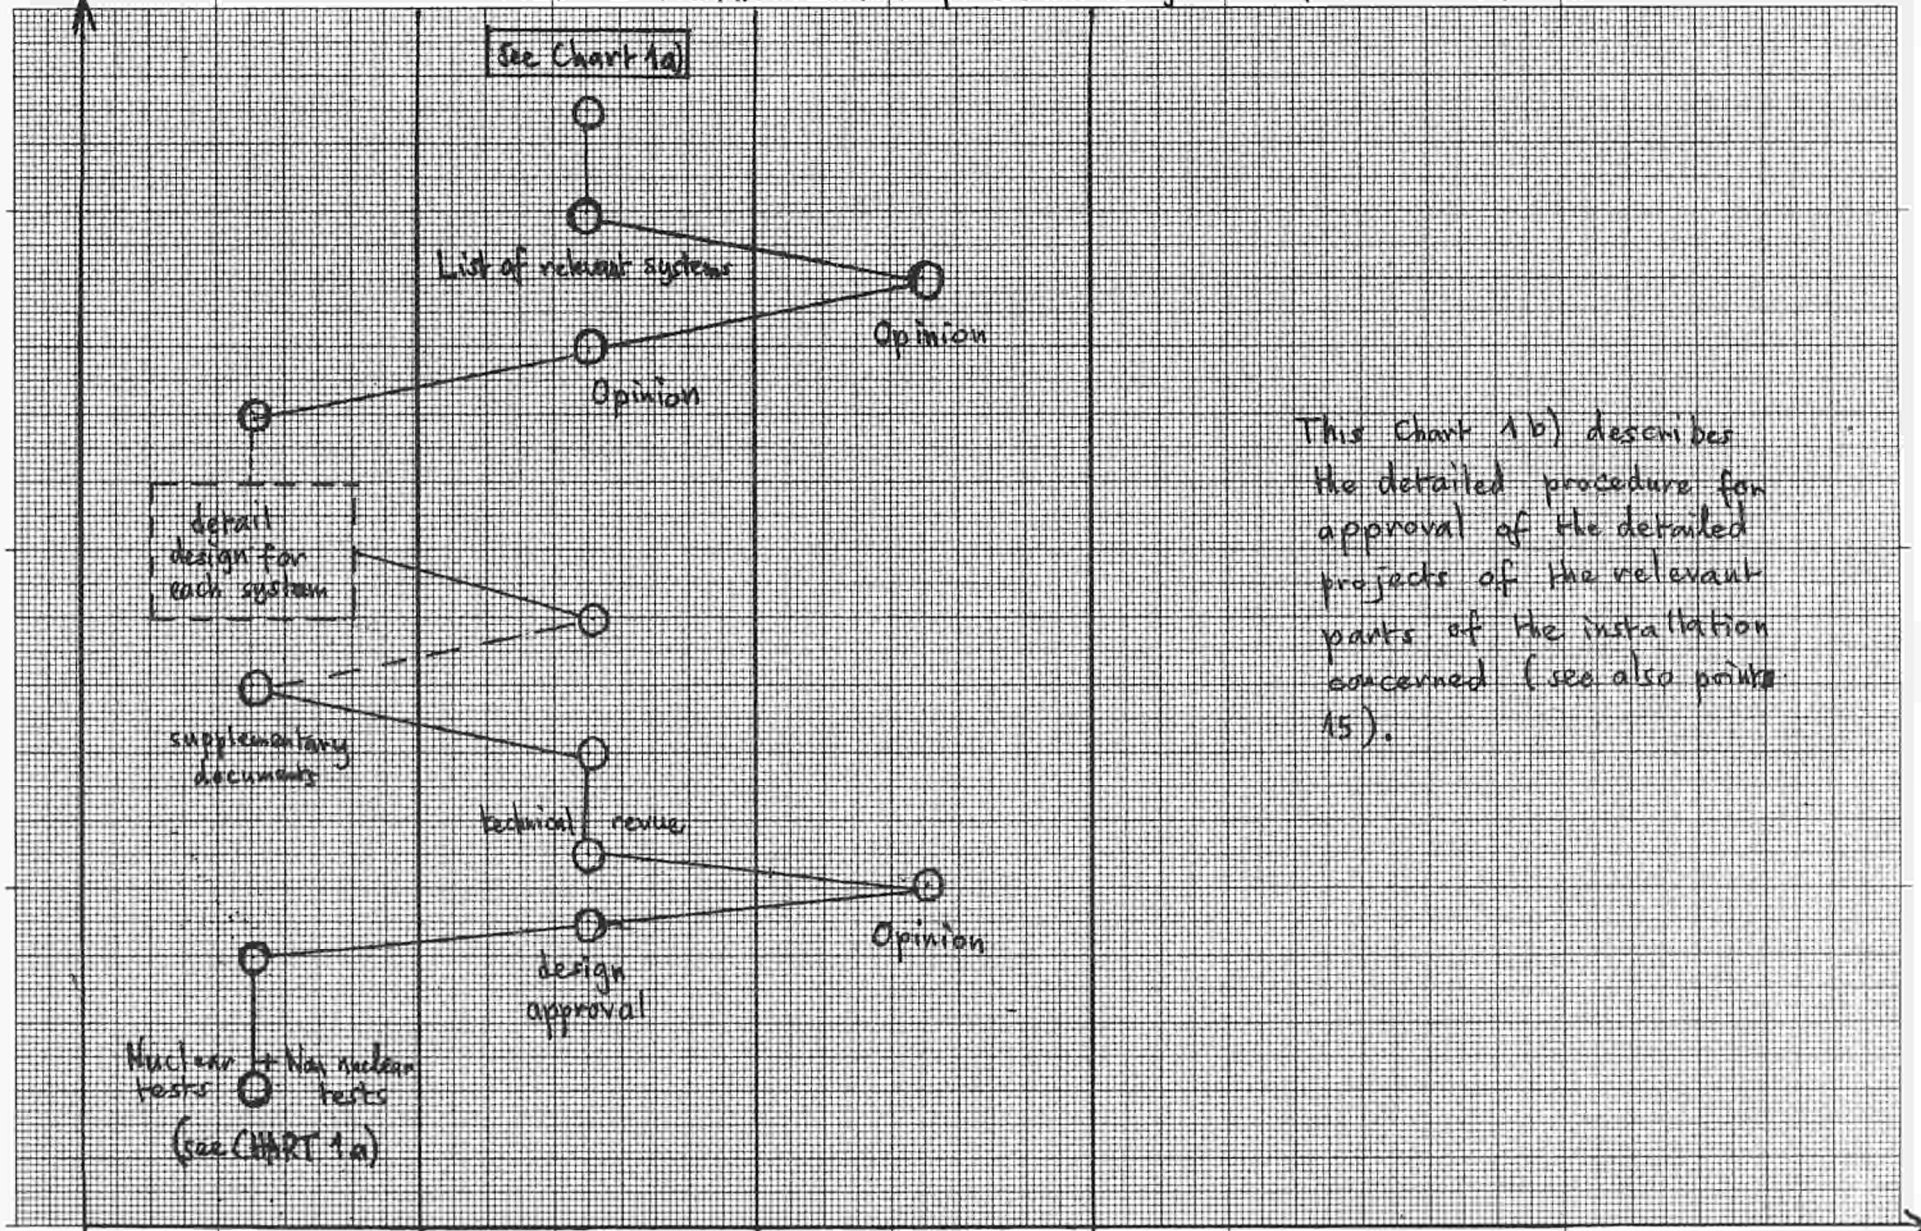 See Chart 1a)
List of relevant systems
Opinion
Opinion
detail
design for
each system
supplementary
documents
technical revue
Opinion
design
approval
Nuclear + Non nuclear
tests tests
(see CHART 1a)
This Chart 1b) describes
the detailed procedure for
approval of the detailed
projects of the relevant
parts of the installation
concerned (see also points
15).